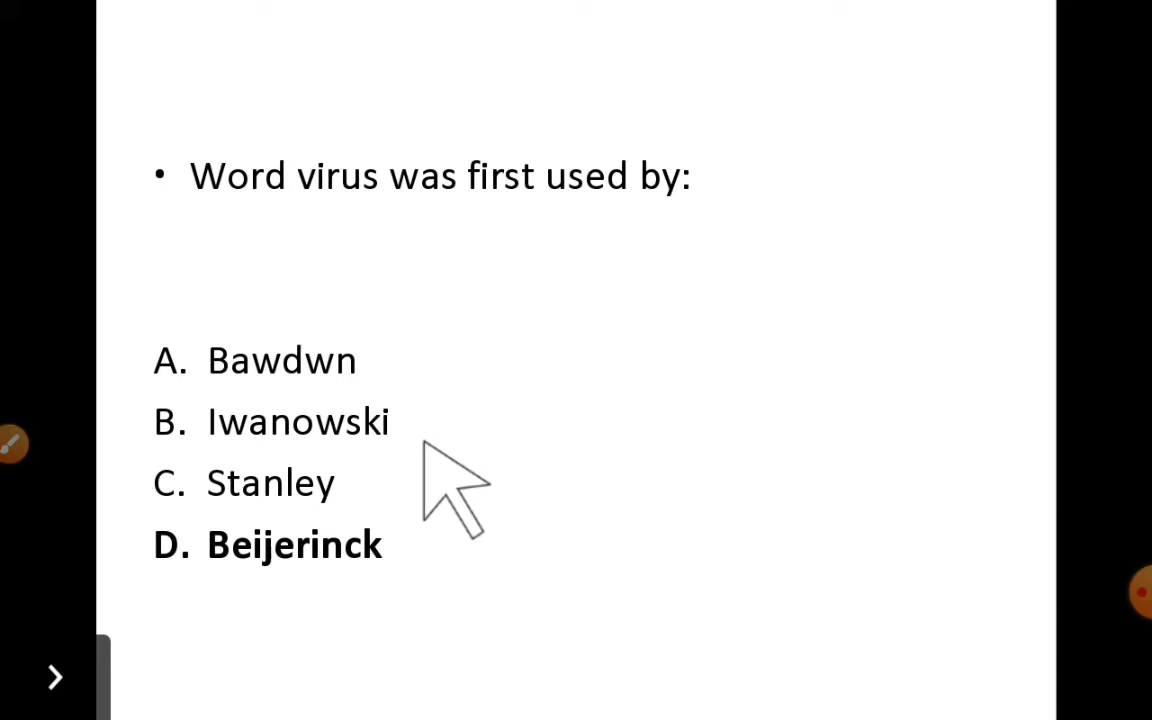 • Word virus was first used by:
A. Bawdwn
B. Iwanowski
C. Stanley
D. Beijerinck